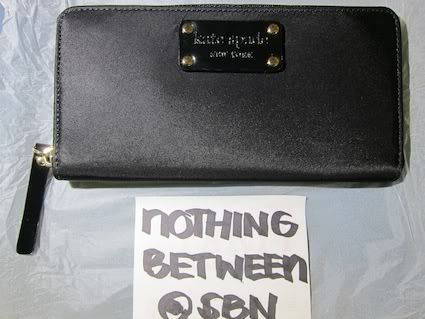 kate spade
NEW YORK
NOTHING
BETWEEN
@SBN